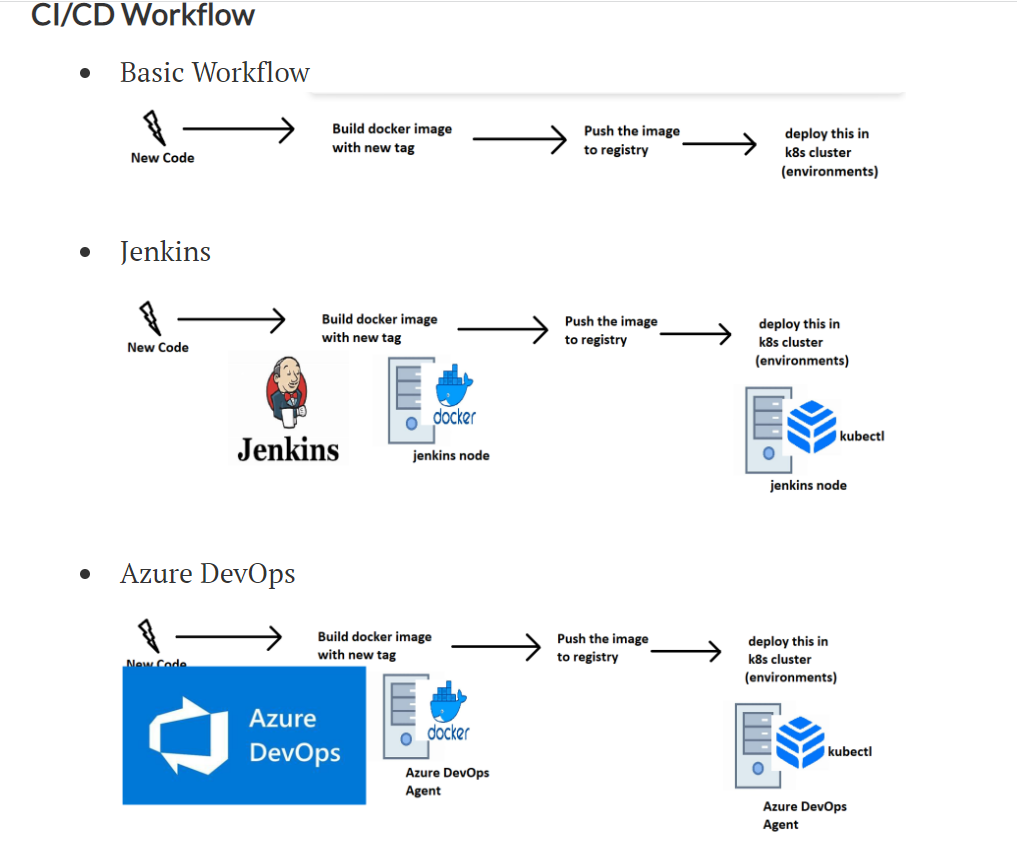 CI/CD Workflow
Basic Workflow
New Code
Build docker image
with new tag
Push the image
to registry
deploy this in
k8s cluster
(environments)
Jenkins
New Code
Build docker image
with new tag
Push the image
to registry
deploy this in
k8s cluster
(environments)
Jenkins
docker
jenkins node
kubectl
jenkins node
Azure DevOps
New Code
Build docker image
with new tag
Push the image
to registry
deploy this in
k8s cluster
(environments)
Azure
DevOps
docker
Azure DevOps
Agent
kubectl
Azure DevOps
Agent